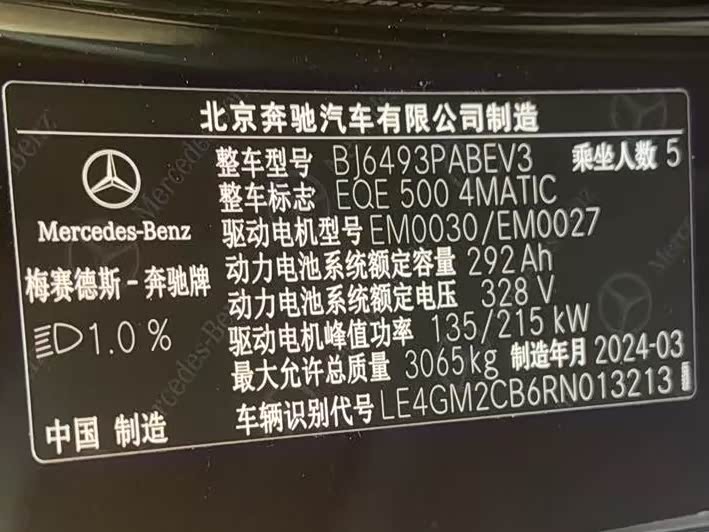 北京奔驰汽车有限公司制造
整车型号 BJ6493PABEV3 乘坐人数 5
整车标志 EQE 500 4MATIC
驱动电机型号 EM0030/EM0027
动力电池系统额定容量 292Ah
动力电池系统额定电压 328 V
驱动电机峰值功率 135/215 kW
最大允许总质量 3065kg 制造年月 2024-03
车辆识别代号 LE4GM2CB6RN013213
Mercedes-Benz
梅赛德斯-奔驰牌
1.0 %
中国 制造